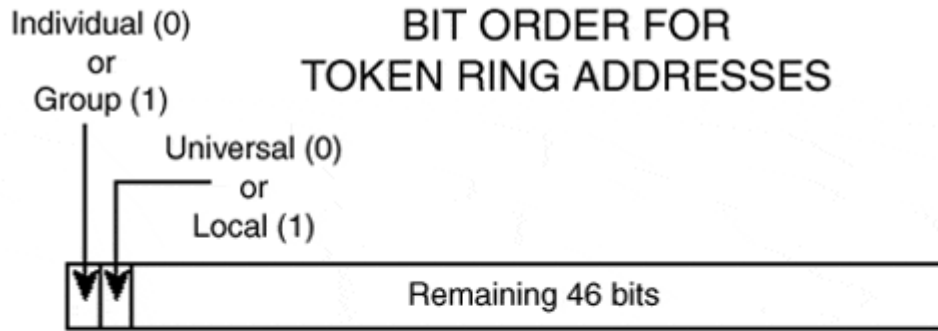 BIT ORDER FOR
TOKEN RING ADDRESSES
Individual (0)
or
Group (1)
Universal (0)
or
Local (1)
Remaining 46 bits